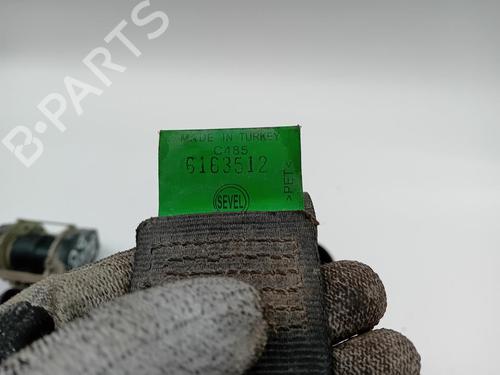 B-PARTS
MADE IN TURKEY
C485
6163512
SEVEL
>PET<